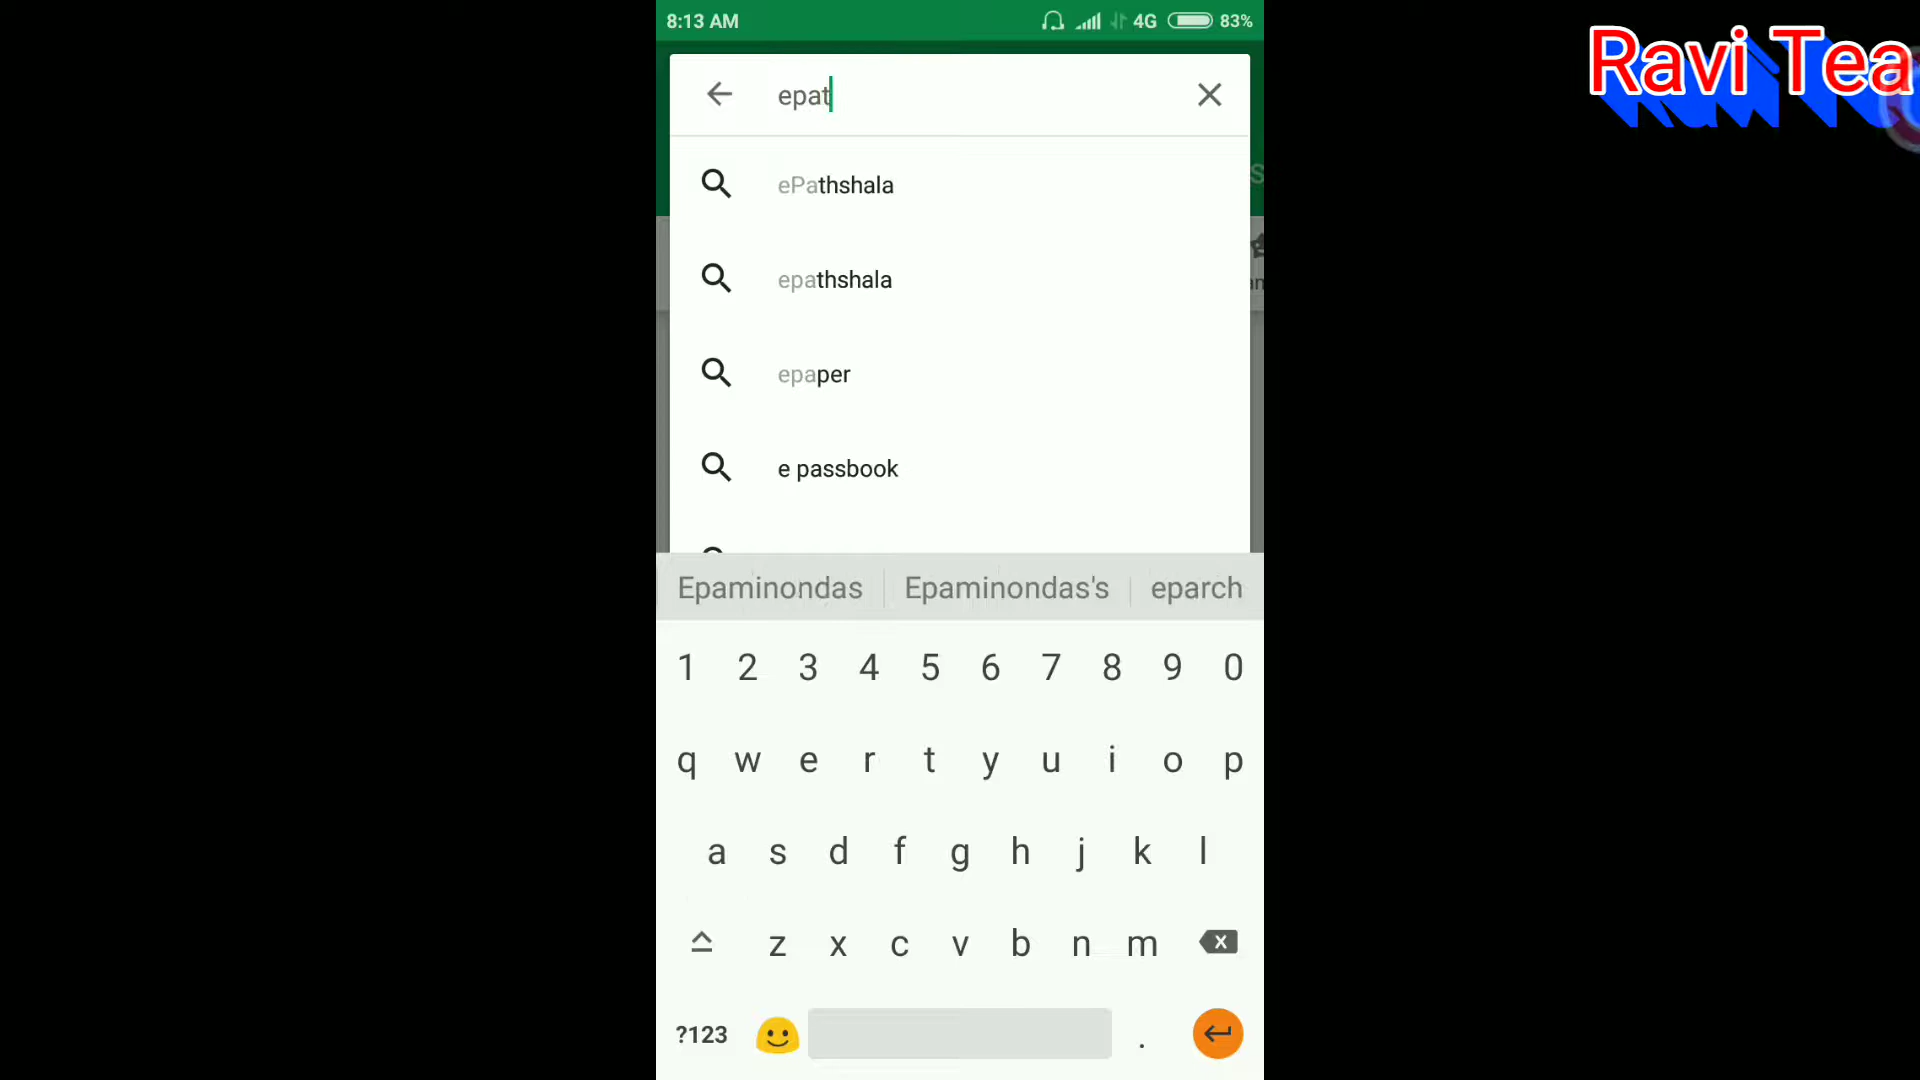 8:13 AM 4G 83%
Ravi Tea
epat
ePathshala
epathshala
epaper
e passbook
Epaminondas Epaminondas's eparch
1 2 3 4 5 6 7 8 9 0
q w e r t y u i o p
a s d f g h j k l
z x c v b n m
?123 .